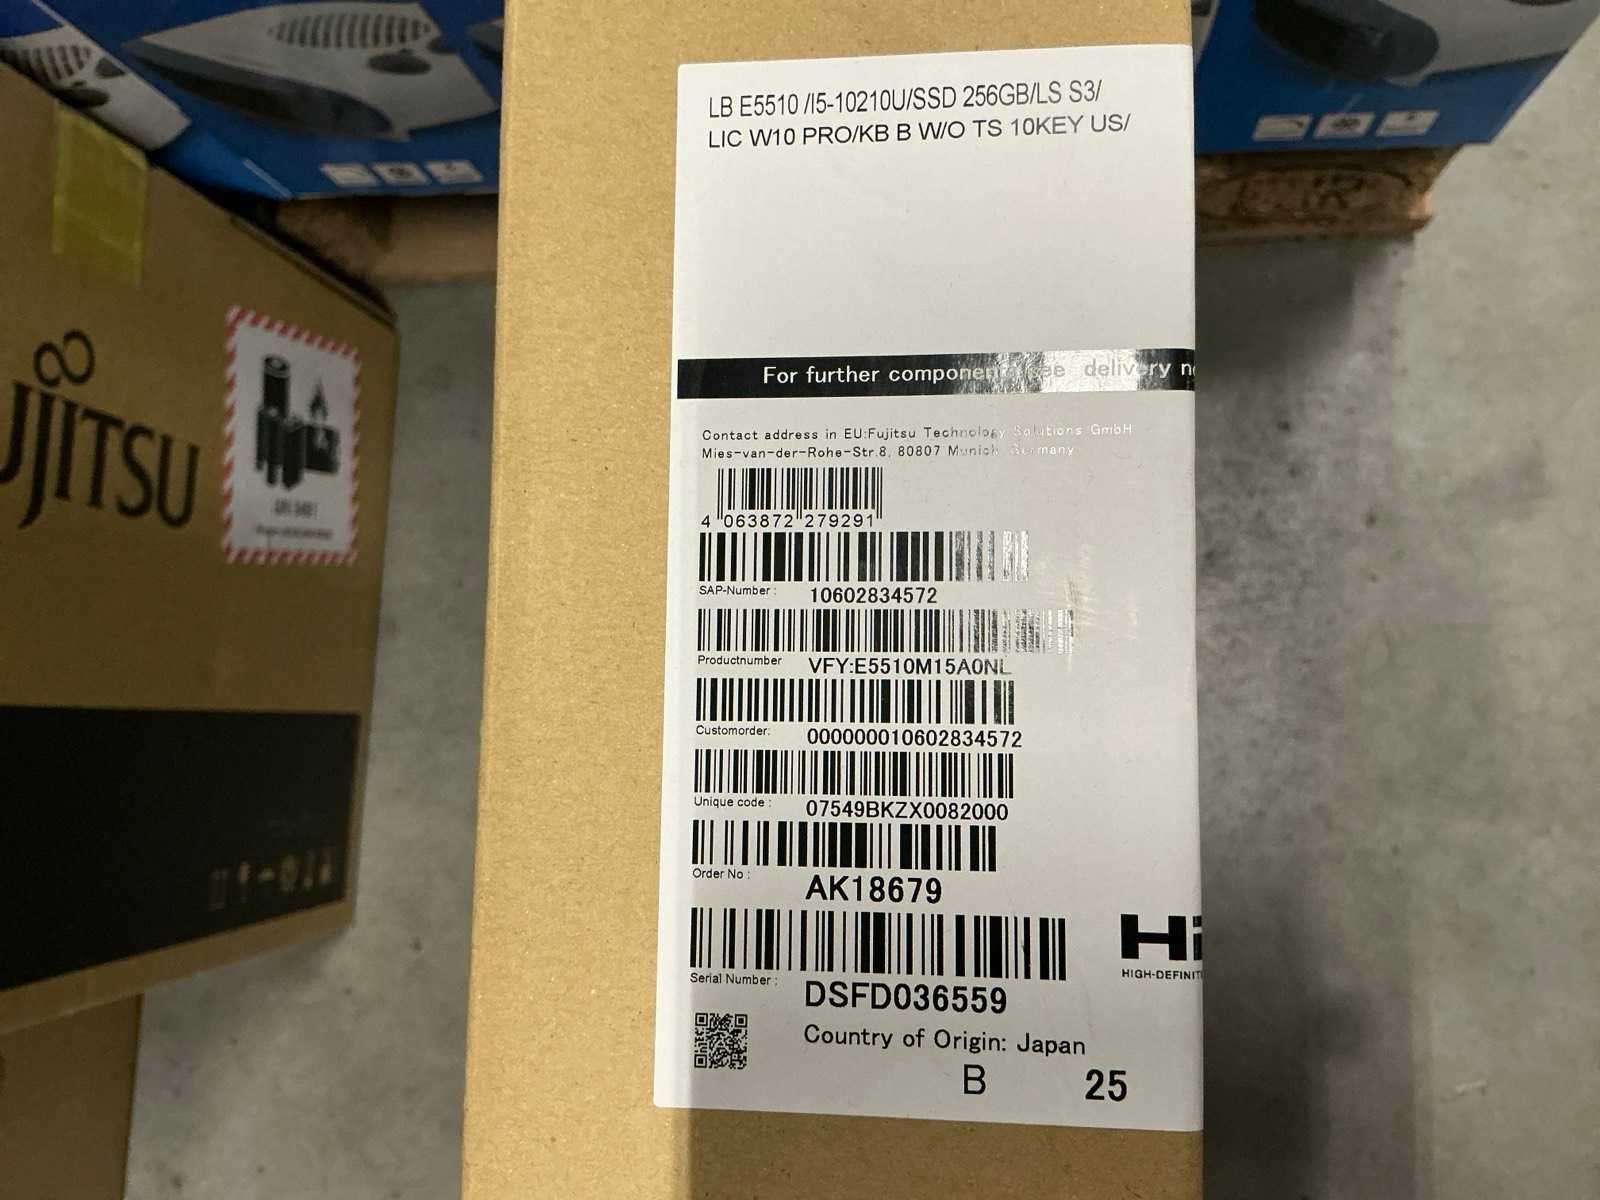 LB E5510 /I5-10210U/SSD 256GB/LS S3/
LIC W10 PRO/KB B W/O TS 10KEY US/
For further component see delivery
Contact address in EU:Fujitsu Technology Solutions GmbH
Mies-van-der-Rohe-Str.8, 80807 Munich Germany
4 063872 279291
SAP-Number : 10602834572
Productnumber VFY:E5510M15A0NL
Customorder: 000000010602834572
Unique code : 07549BKZX0082000
Order No : AK18679
Serial Number : DSFD036559
HIGH-DEFINIT
Country of Origin: Japan
B 25
UJITSU